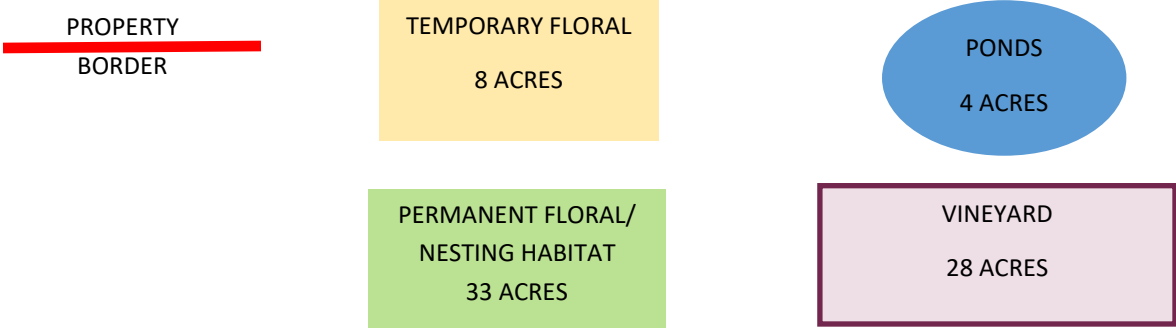 PROPERTY
BORDER
TEMPORARY FLORAL
8 ACRES
PONDS
4 ACRES
PERMANENT FLORAL/
NESTING HABITAT
33 ACRES
VINEYARD
28 ACRES